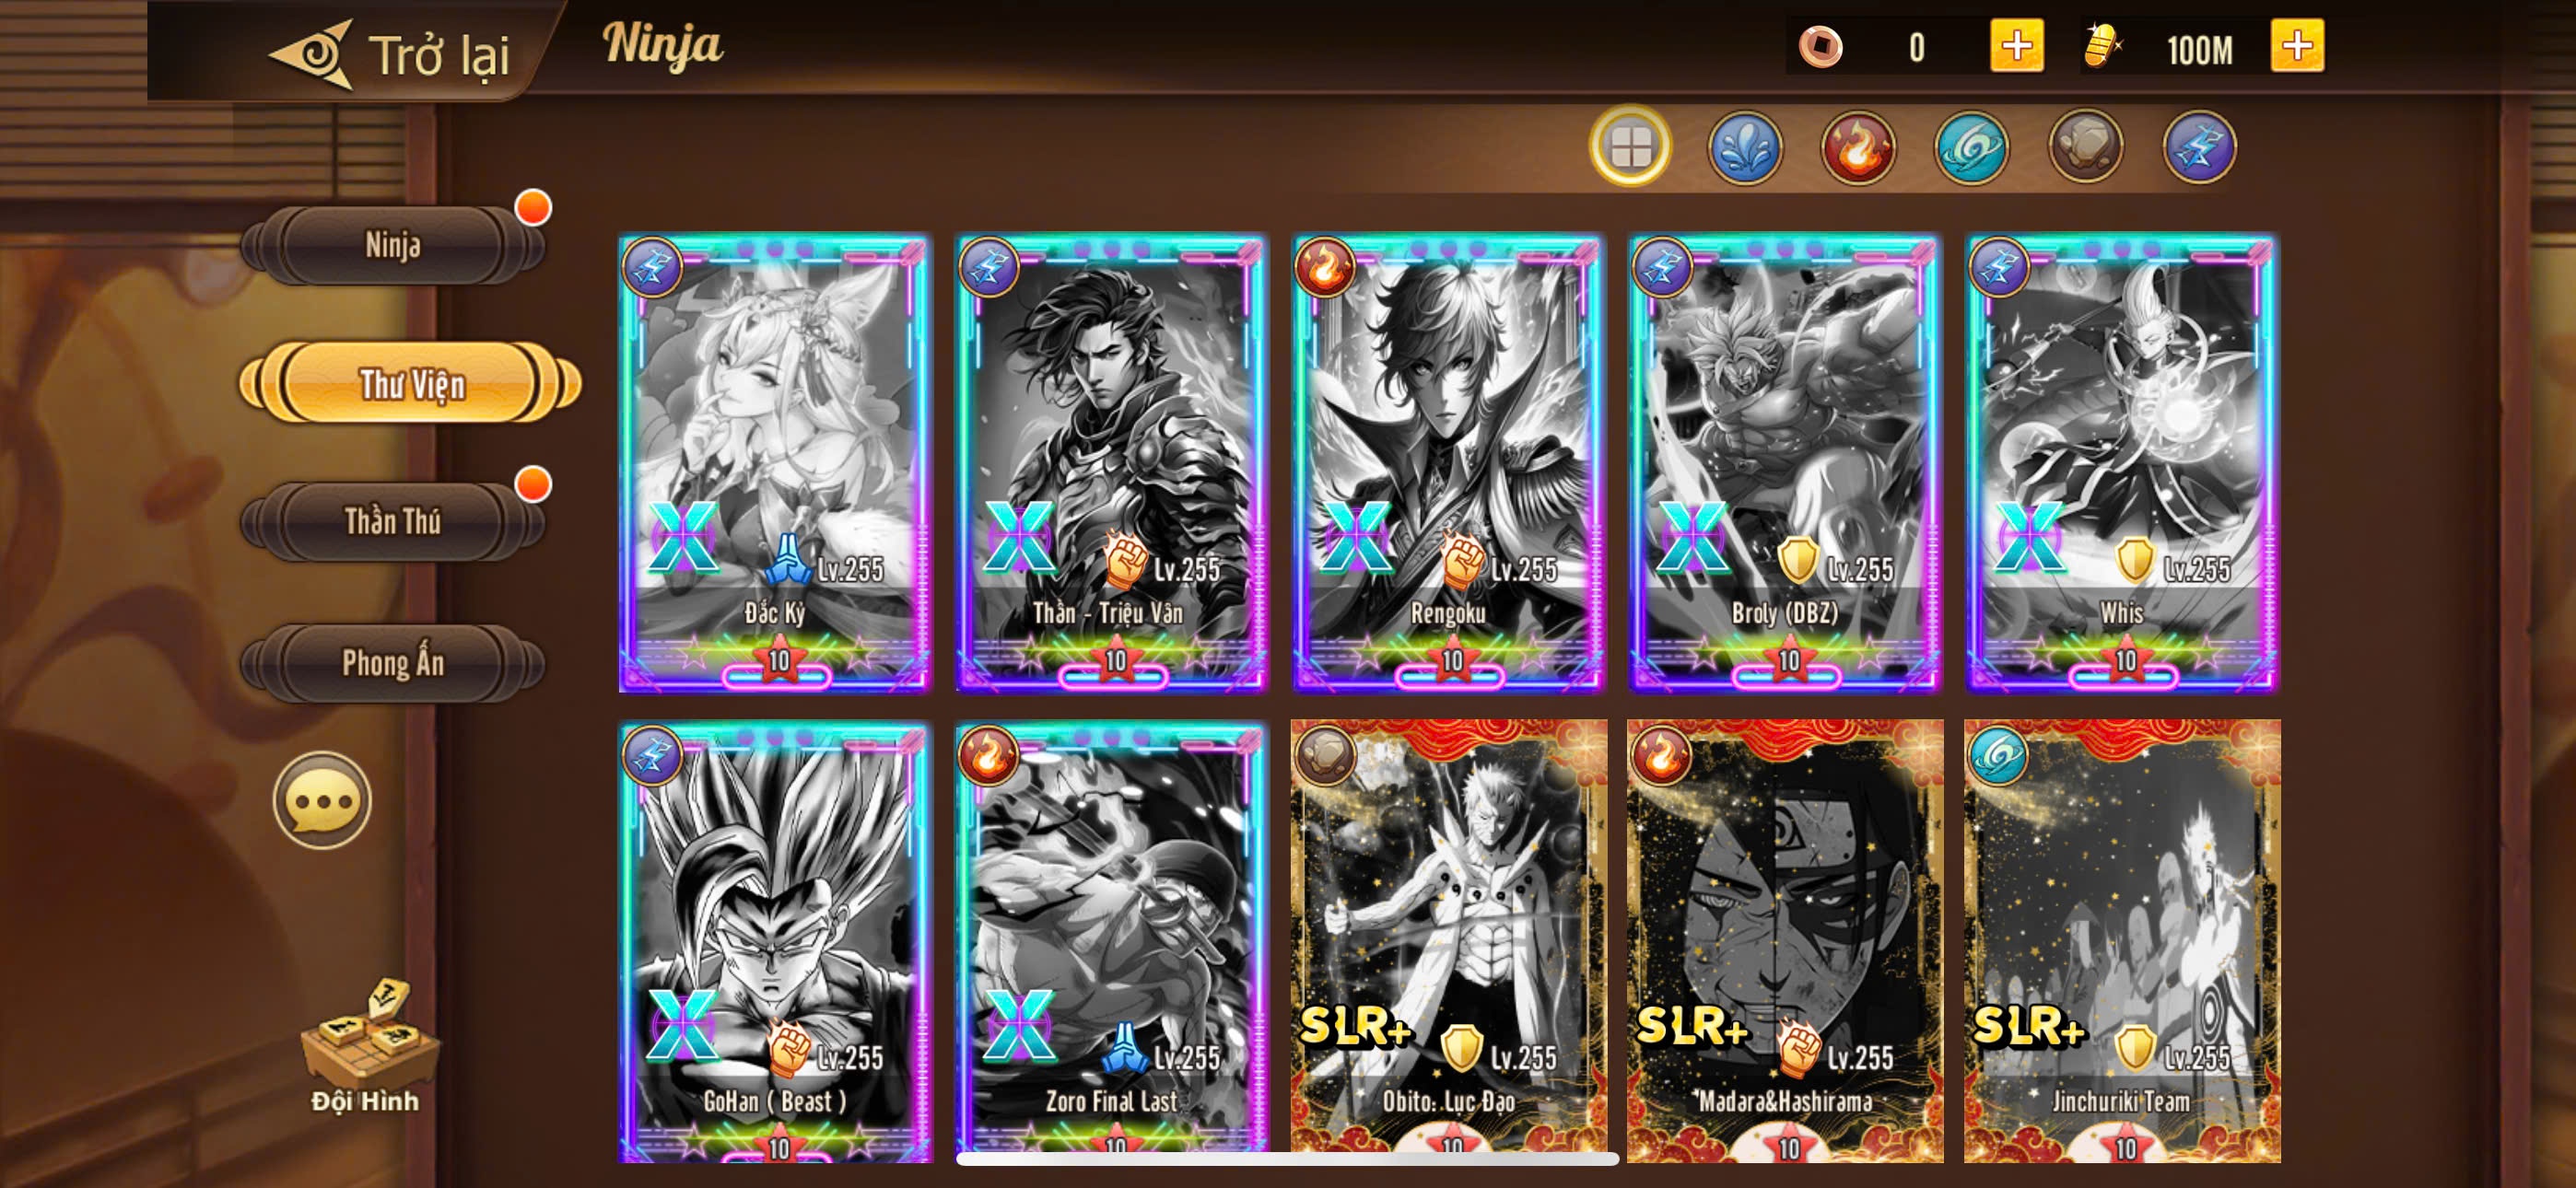 Trở lại
Ninja
0
100M
Ninja
Thư Viện
Thần Thú
Phong Ấn
Đội Hình
X
Lv.255
Đắc Kỷ
10
X
Lv.255
Thần - Triệu Vân
10
X
Lv.255
Rengoku
10
X
Lv.255
Broly (DBZ)
10
X
Lv.255
Whis
10
X
Lv.255
GoHan ( Beast )
10
X
Lv.255
Zoro Final Last
10
SLR+
Lv.255
Obito: Lục Đạo
10
SLR+
Lv.255
Madara&Hashirama
10
SLR+
Lv.255
Jinchuriki Team
10